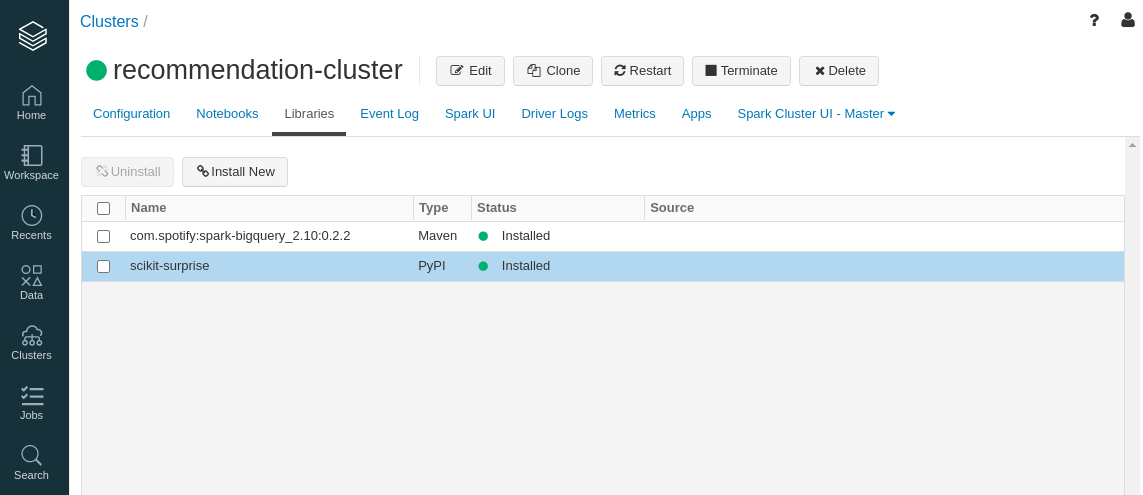 Clusters /
?
recommendation-cluster
Edit
Clone
Restart
Terminate
Delete
Configuration
Notebooks
Libraries
Event Log
Spark UI
Driver Logs
Metrics
Apps
Spark Cluster UI - Master
Uninstall
Install New
Name Type Status Source
com.spotify:spark-bigquery_2.10:0.2.2 Maven Installed
scikit-surprise PyPI Installed
Home
Workspace
Recents
Data
Clusters
Jobs
Search